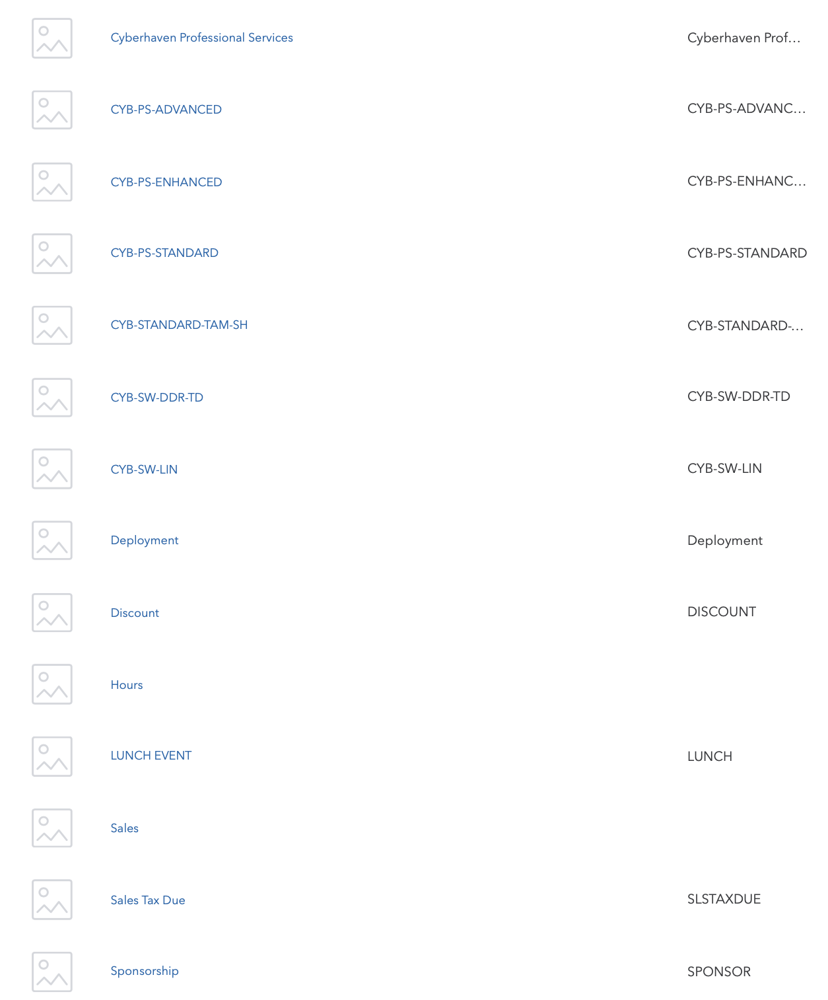 Cyberhaven Professional Services Cyberhaven Prof...
CYB-PS-ADVANCED CYB-PS-ADVANC...
CYB-PS-ENHANCED CYB-PS-ENHANC...
CYB-PS-STANDARD CYB-PS-STANDARD
CYB-STANDARD-TAM-SH CYB-STANDARD-...
CYB-SW-DDR-TD CYB-SW-DDR-TD
CYB-SW-LIN CYB-SW-LIN
Deployment Deployment
Discount DISCOUNT
Hours
LUNCH EVENT LUNCH
Sales
Sales Tax Due SLSTAXDUE
Sponsorship SPONSOR